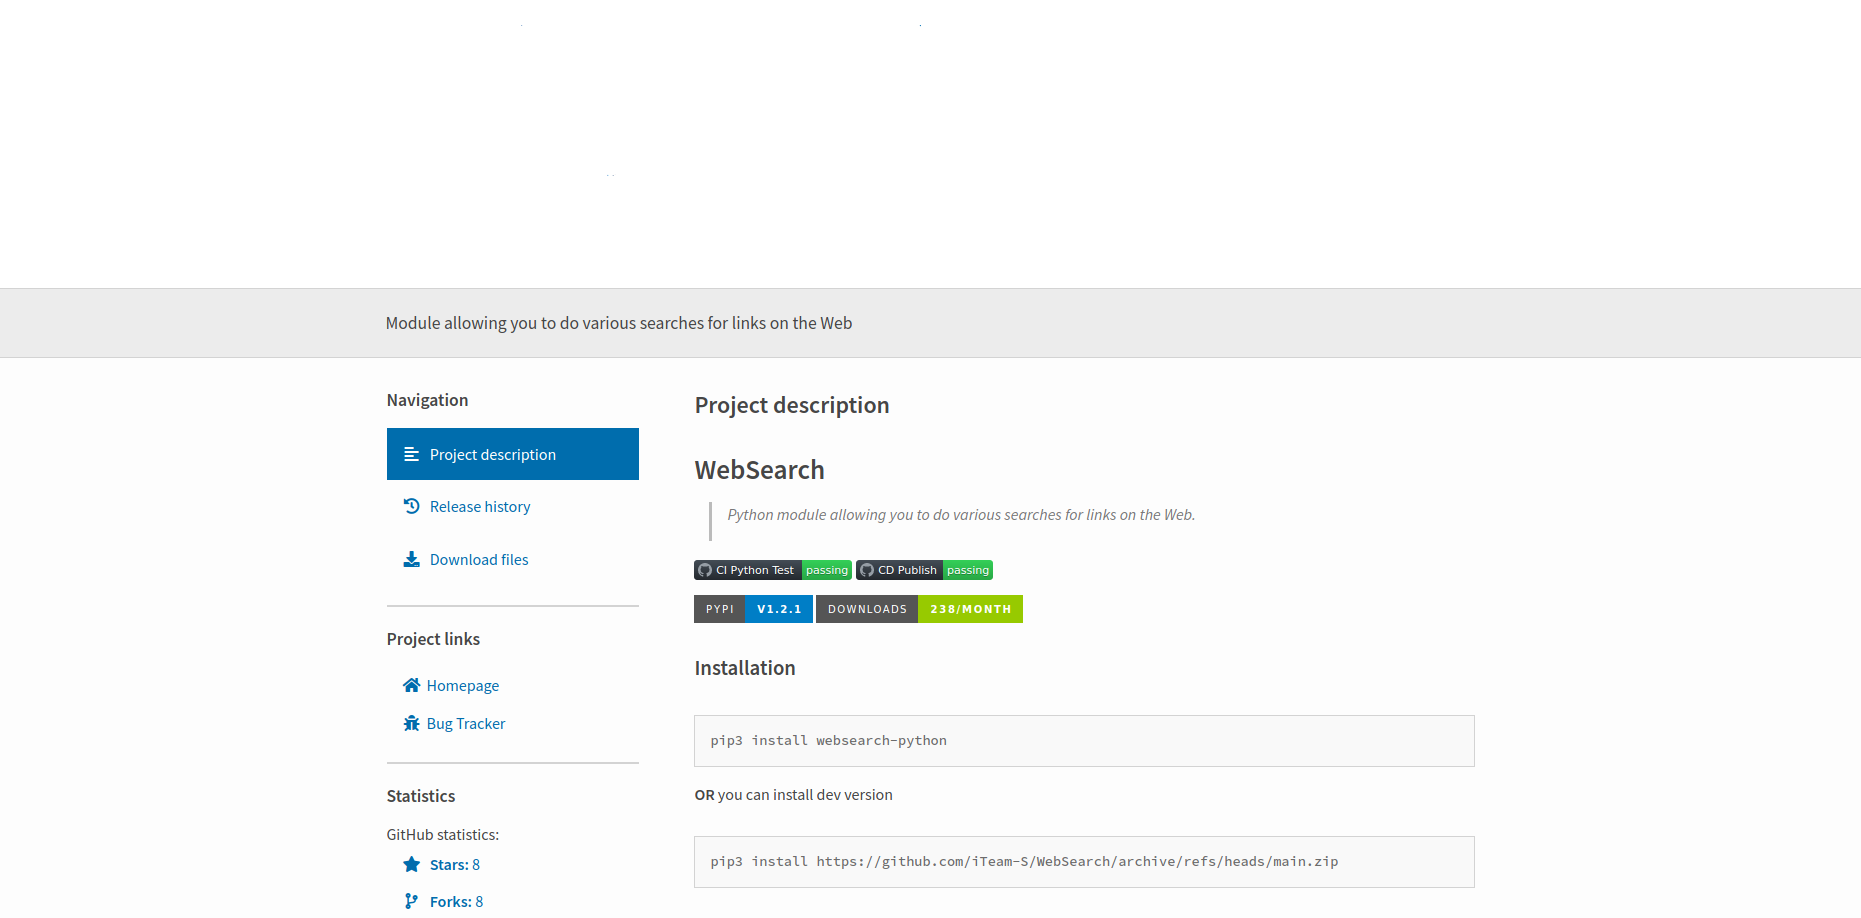 Module allowing you to do various searches for links on the Web
Navigation
Project description
Release history
Download files
Project links
Homepage
Bug Tracker
Statistics
GitHub statistics:
Stars: 8
Forks: 8
Project description
WebSearch
Python module allowing you to do various searches for links on the Web.
CI Python Test passing CD Publish passing
PYPI V1.2.1 DOWNLOADS 238/MONTH
Installation
pip3 install websearch-python
OR you can install dev version
pip3 install https://github.com/iTeam-S/WebSearch/archive/refs/heads/main.zip